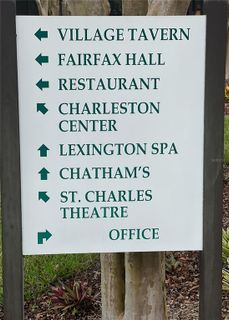 VILLAGE TAVERN
FAIRFAX HALL
RESTAURANT
CHARLESTON
CENTER
LEXINGTON SPA
CHATHAM'S
ST. CHARLES
THEATRE
OFFICE